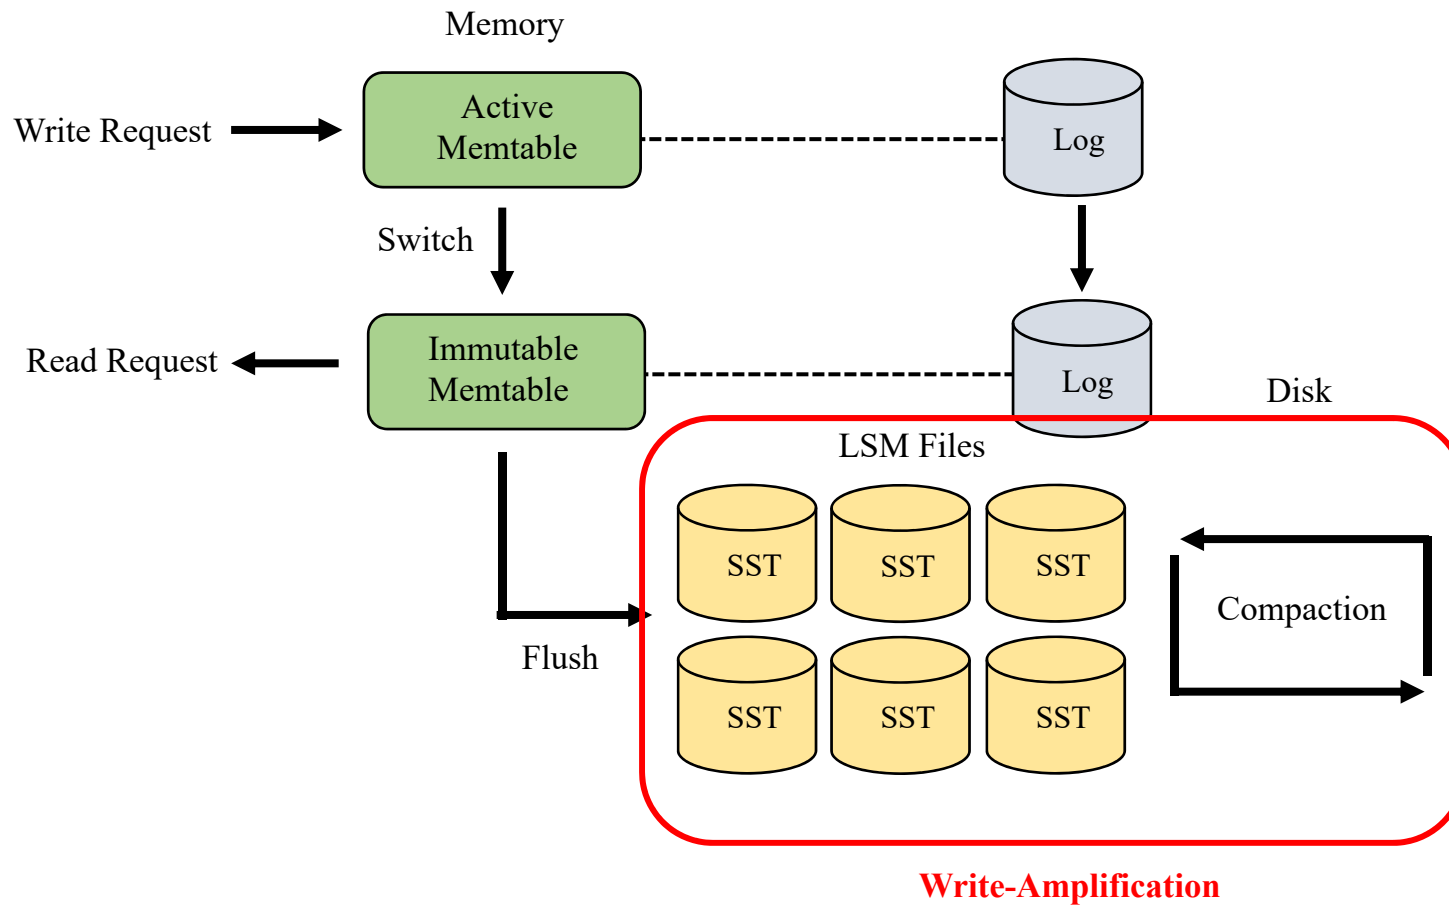 Memory
Write Request
Active
Memtable
Log
Switch
Read Request
Immutable
Memtable
Log
Disk
LSM Files
SST SST SST
Compaction
Flush
SST SST SST
Write-Amplification